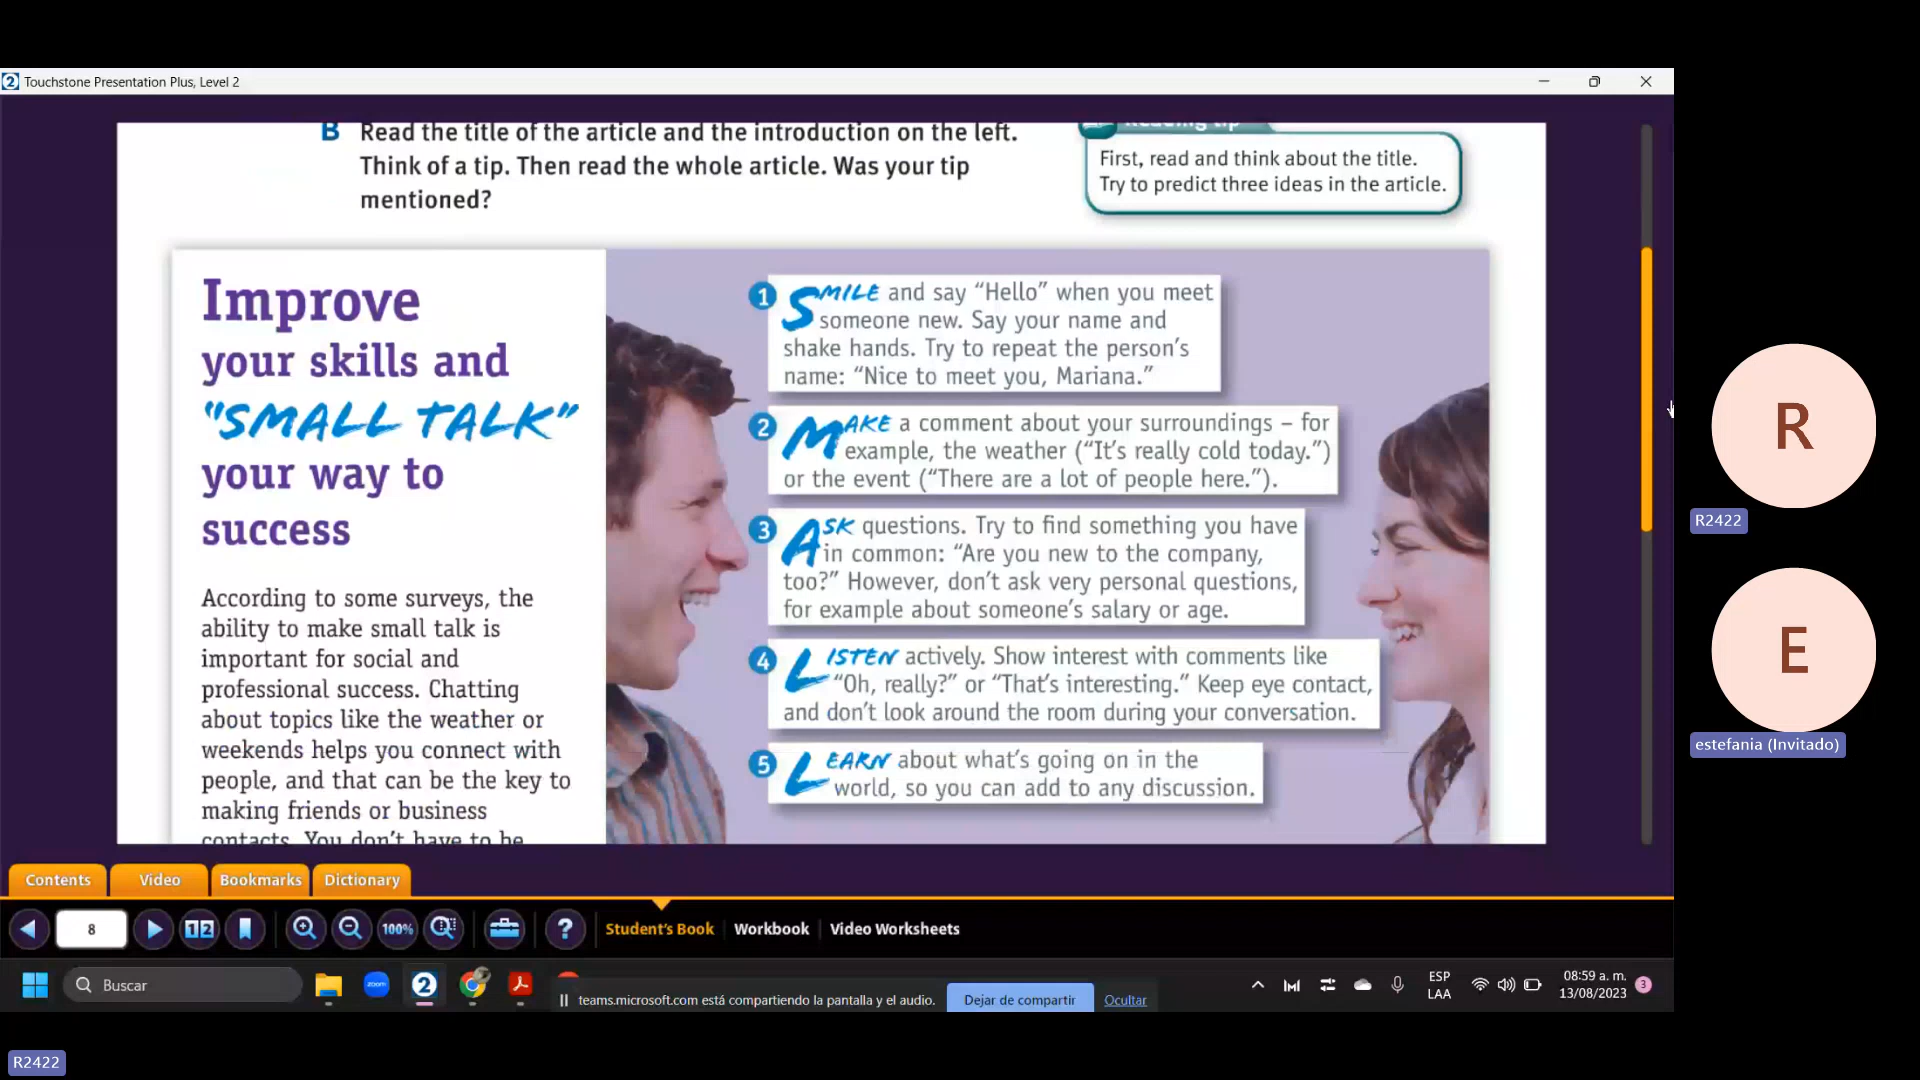 Touchstone Presentation Plus, Level 2
B Read the title of the article and the introduction on the left.
Think of a tip. Then read the whole article. Was your tip
mentioned?
Reading tip
First, read and think about the title.
Try to predict three ideas in the article.
Improve
your skills and
"SMALL TALK"
your way to
success
According to some surveys, the
ability to make small talk is
important for social and
professional success. Chatting
about topics like the weather or
weekends helps you connect with
people, and that can be the key to
making friends or business
contacts. You don't have to be
1 SMILE and say “Hello” when you meet
someone new. Say your name and
shake hands. Try to repeat the person's
name: “Nice to meet you, Mariana.”
2 MAKE a comment about your surroundings – for
example, the weather (“It's really cold today.”)
or the event (“There are a lot of people here.”).
3 ASK questions. Try to find something you have
in common: “Are you new to the company,
too?” However, don't ask very personal questions,
for example about someone's salary or age.
4 LISTEN actively. Show interest with comments like
“Oh, really?” or “That's interesting.” Keep eye contact,
and don't look around the room during your conversation.
5 LEARN about what's going on in the
world, so you can add to any discussion.
R
R2422
E
estefania (Invitado)
Contents Video Bookmarks Dictionary
8 12 100% ? Student's Book Workbook Video Worksheets
Buscar
zoom
2
teams.microsoft.com está compartiendo la pantalla y el audio. Dejar de compartir Ocultar
ESP
LAA
08:59 a. m.
13/08/2023
3
R2422